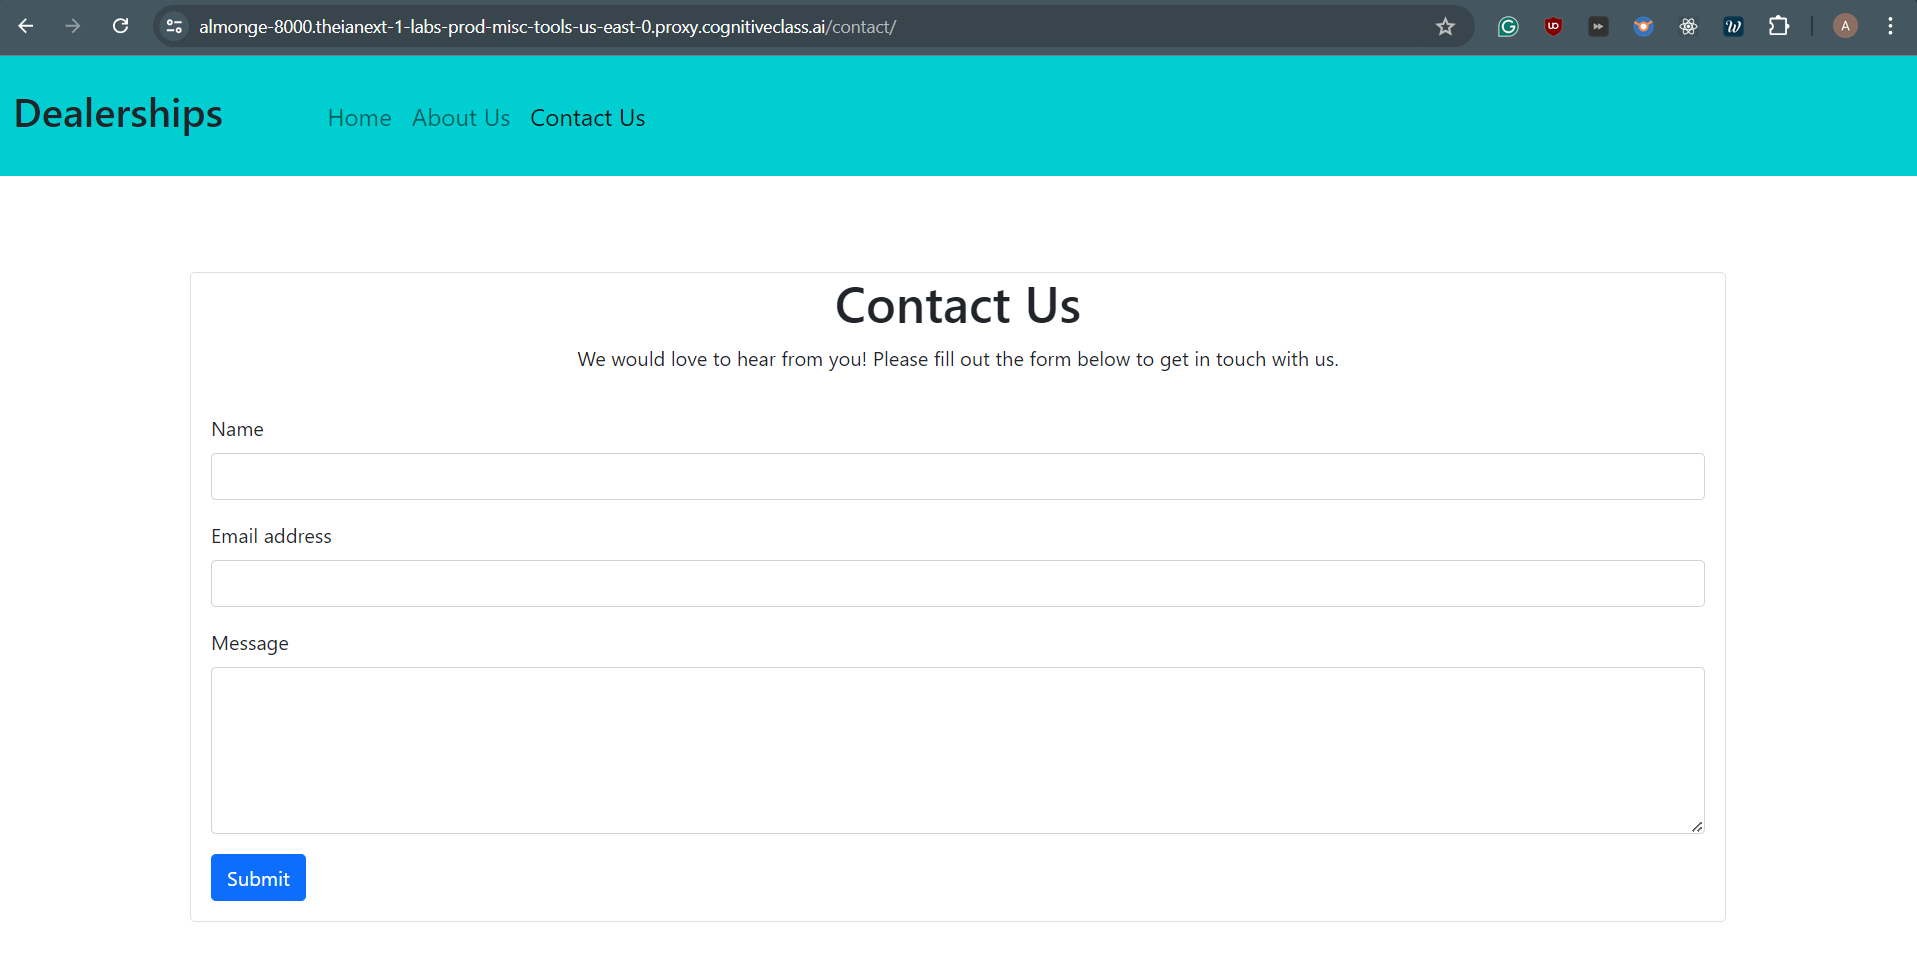 almonge-8000.theianext-1-labs-prod-misc-tools-us-east-0.proxy.cognitiveclass.ai/contact/
A
Dealerships
Home About Us Contact Us
Contact Us
We would love to hear from you! Please fill out the form below to get in touch with us.
Name
Email address
Message
Submit